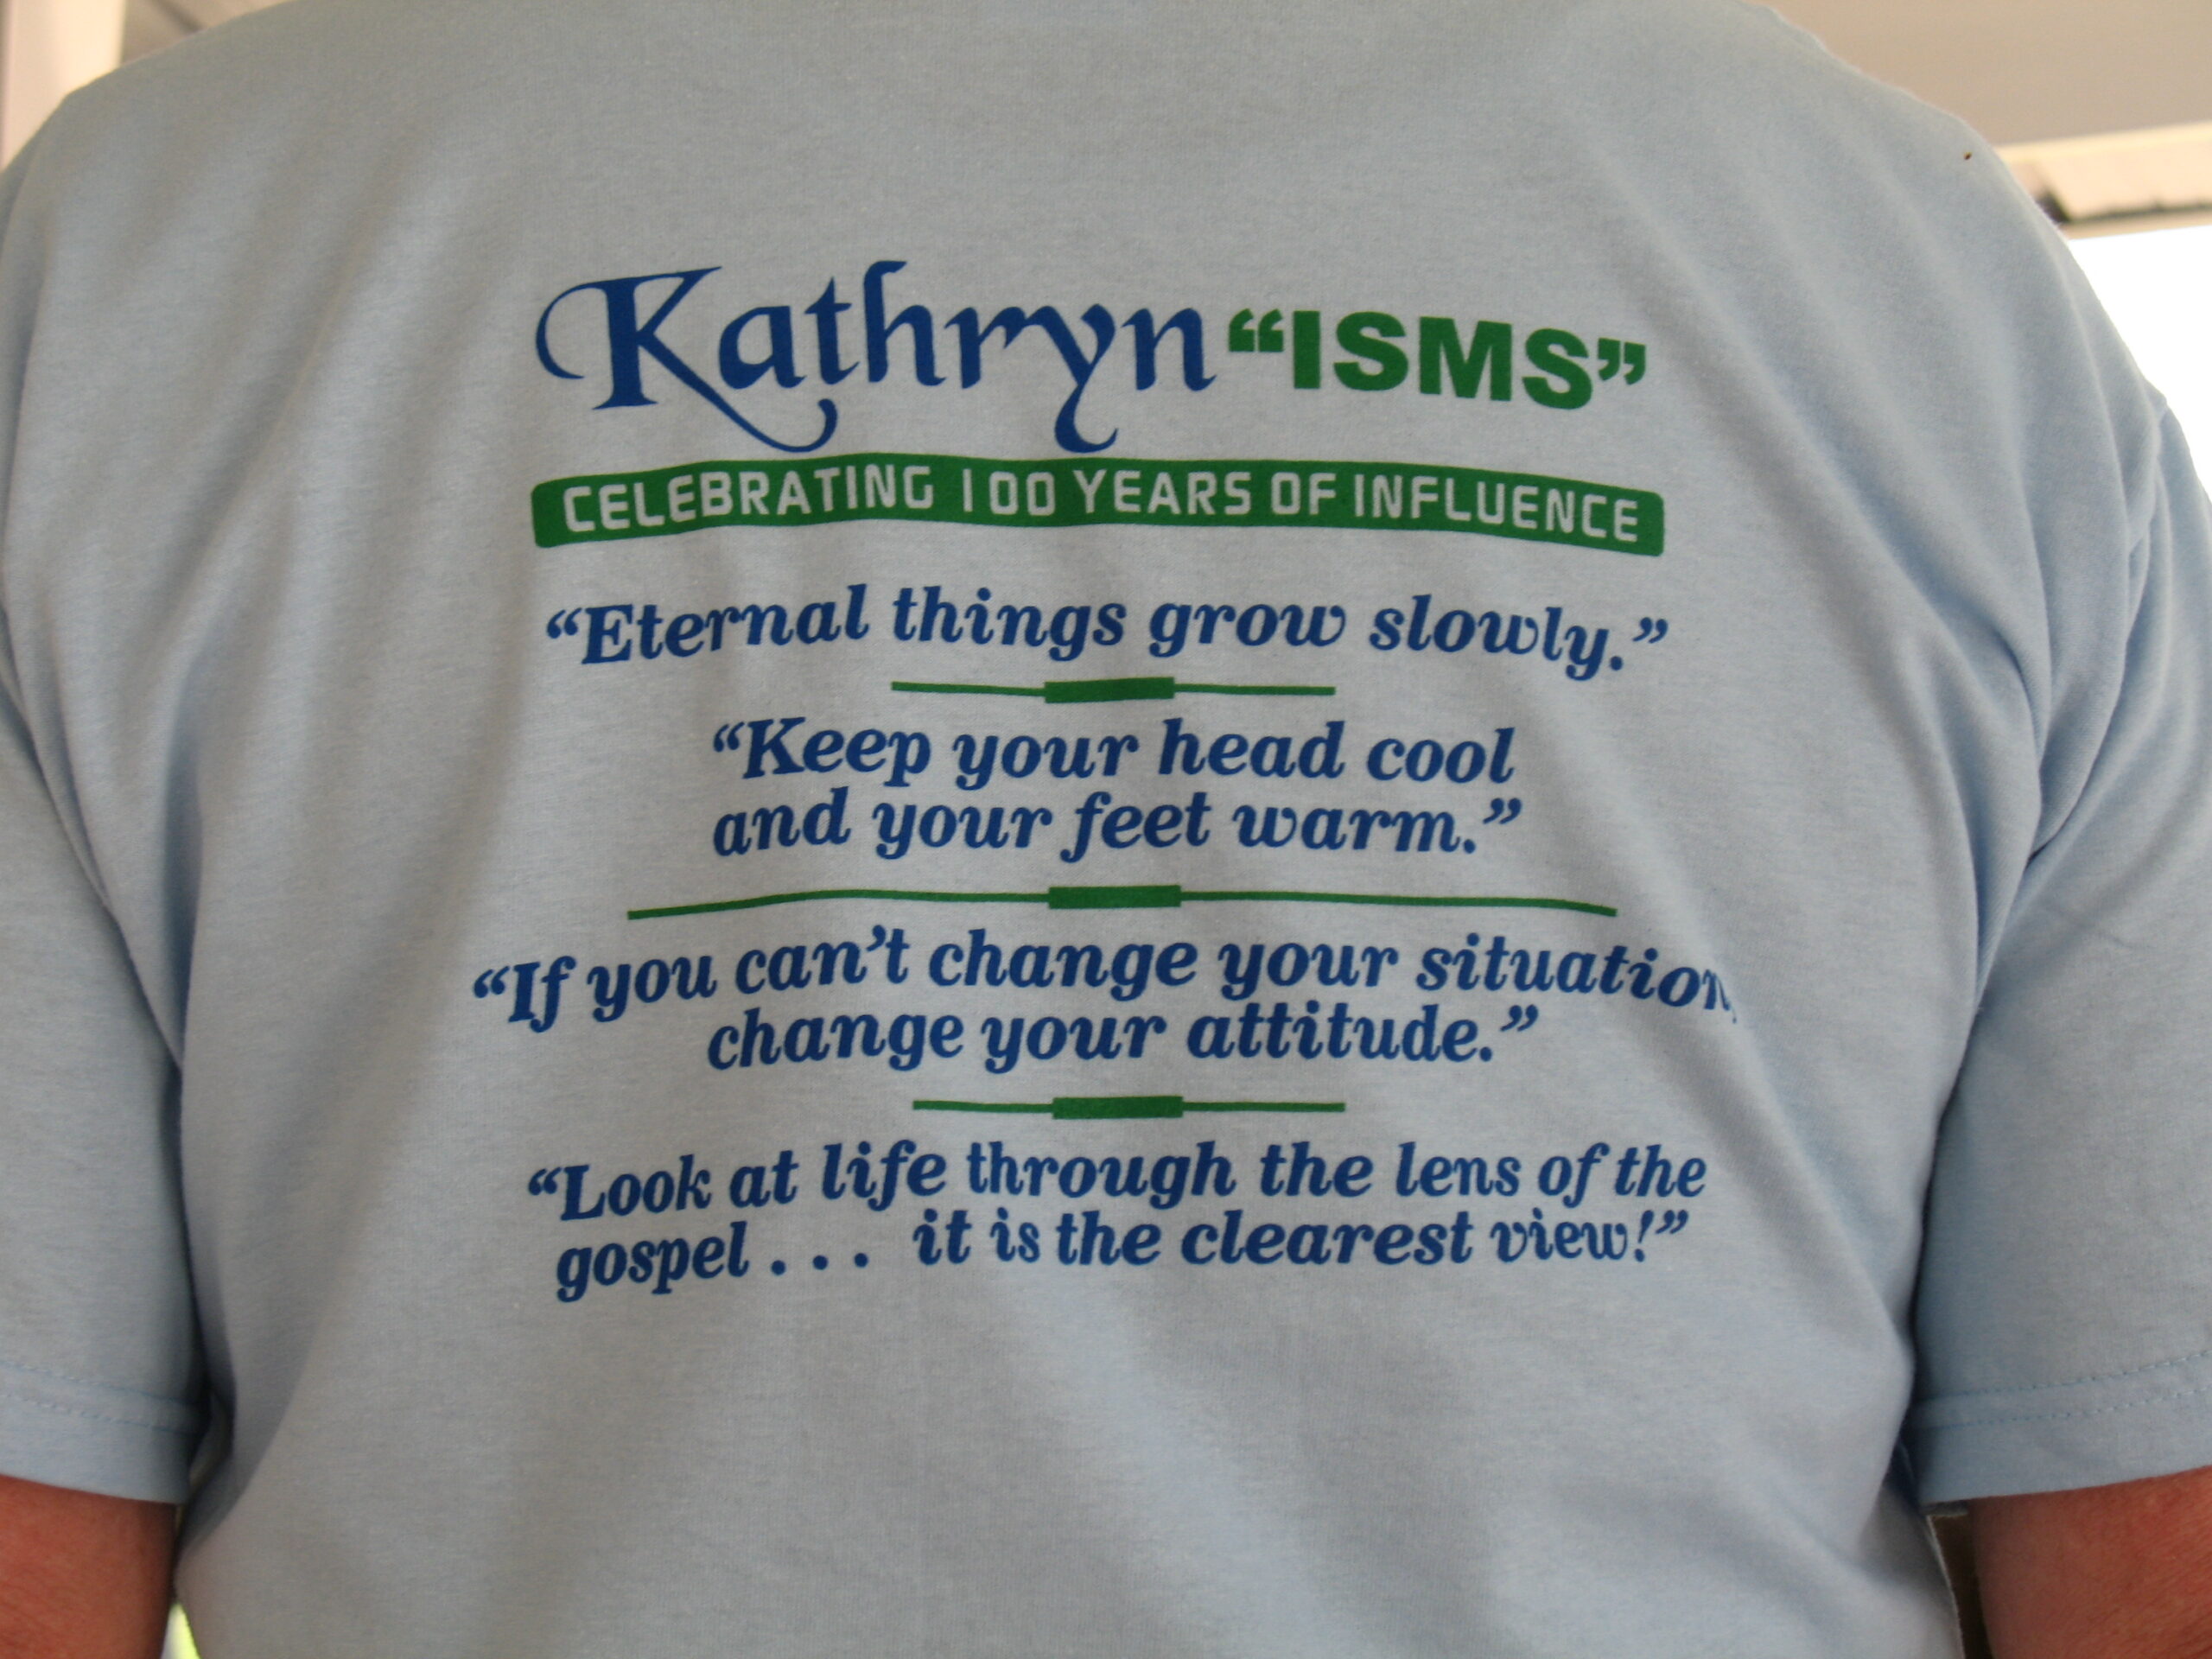 Kathryn “ISMS”
CELEBRATING 100 YEARS OF INFLUENCE
“Eternal things grow slowly.”
“Keep your head cool
and your feet warm.”
“If you can’t change your situation,
change your attitude.”
“Look at life through the lens of the
gospel . . . it is the clearest view!”